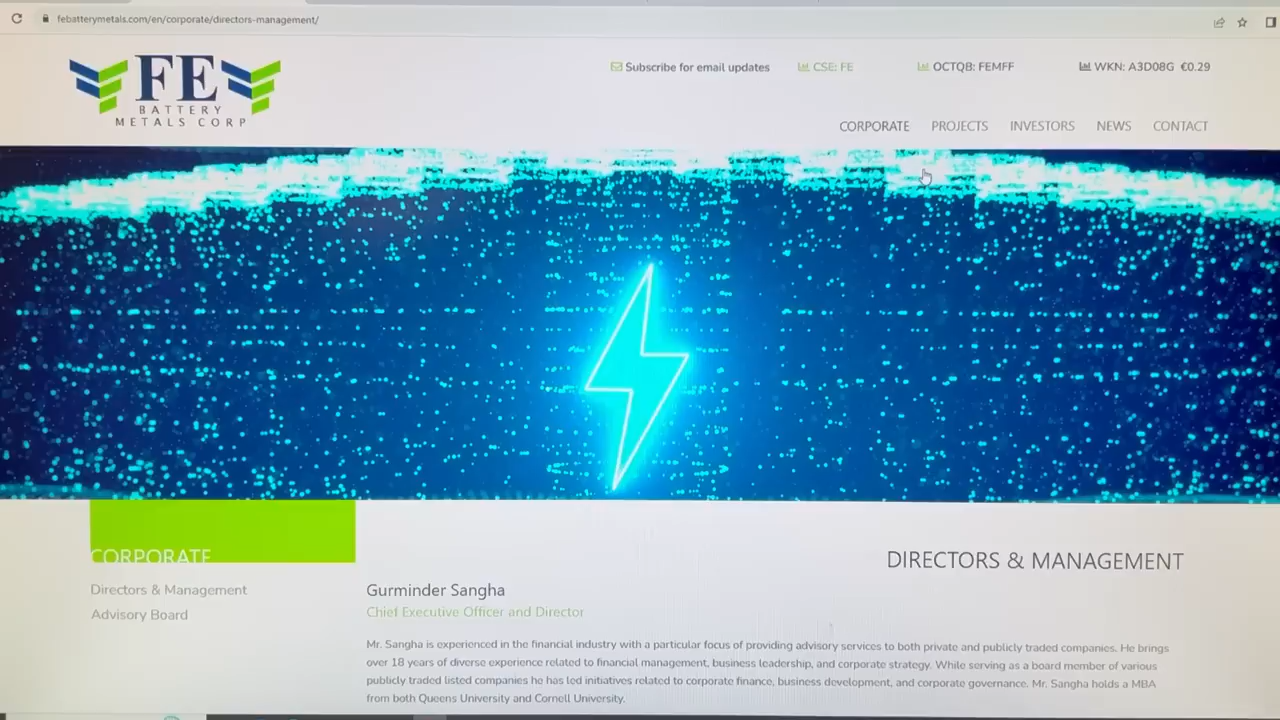 febatterymetals.com/en/corporate/directors-management/
FE
BATTERY
METALS CORP
Subscribe for email updates
CSE: FE
OCTQB: FEMFF
WKN: A3D08G €0.29
CORPORATE PROJECTS INVESTORS NEWS CONTACT
CORPORATE
Directors & Management
Advisory Board
DIRECTORS & MANAGEMENT
Gurminder Sangha
Chief Executive Officer and Director
Mr. Sangha is experienced in the financial industry with a particular focus of providing advisory services to both private and publicly traded companies. He brings
over 18 years of diverse experience related to financial management, business leadership, and corporate strategy. While serving as a board member of various
publicly traded listed companies he has led initiatives related to corporate finance, business development, and corporate governance. Mr. Sangha holds a MBA
from both Queens University and Cornell University.